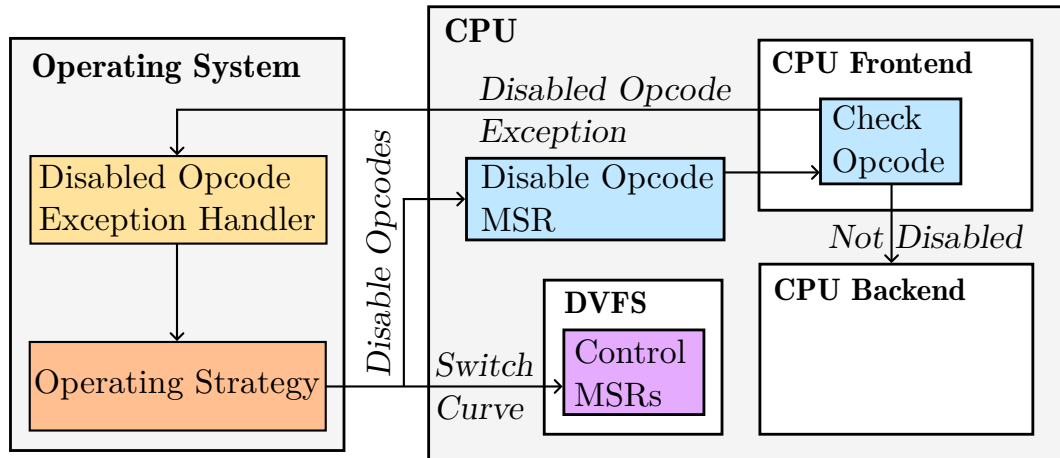 Operating System
Disabled Opcode
Exception Handler
Operating Strategy
Disable Opcodes
CPU
Disabled Opcode
Exception
Disable Opcode
MSR
Switch
Curve
DVFS
Control
MSRs
CPU Frontend
Check
Opcode
Not Disabled
CPU Backend